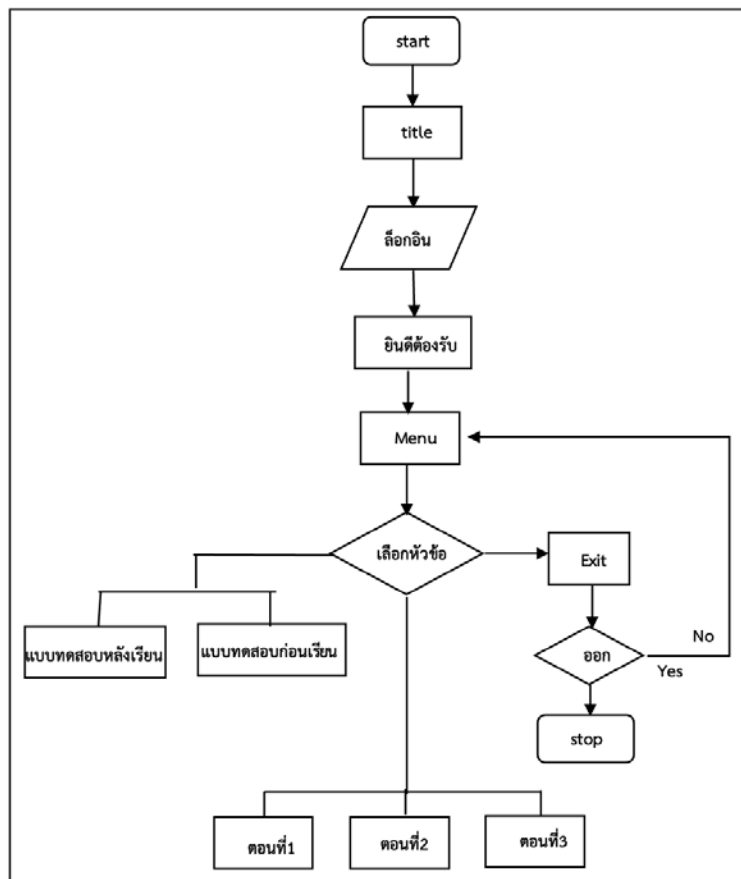 start
title
ล็อกอิน
ยินดีต้องรับ
Menu
เลือกหัวข้อ
Exit
แบบทดสอบหลังเรียน
แบบทดสอบก่อนเรียน
ออก
No
Yes
stop
ตอนที่1
ตอนที่2
ตอนที่3